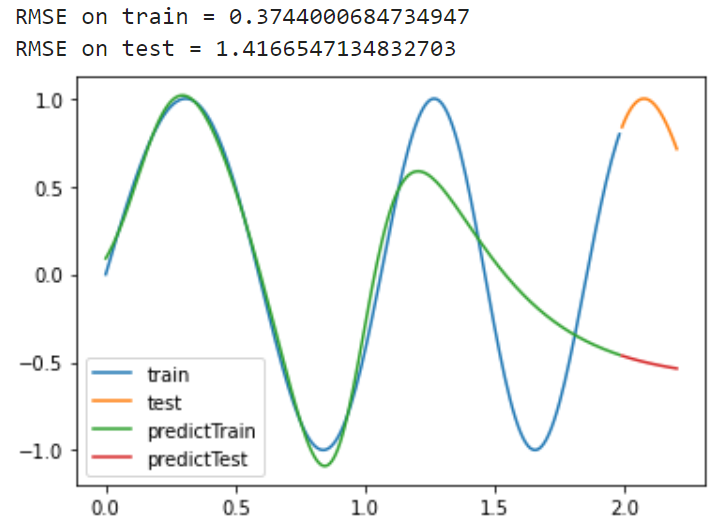 RMSE on train = 0.3744000684734947
RMSE on test = 1.4166547134832703
1.0
0.5
0.0
−0.5
−1.0
train
test
predictTrain
predictTest
0.0 0.5 1.0 1.5 2.0